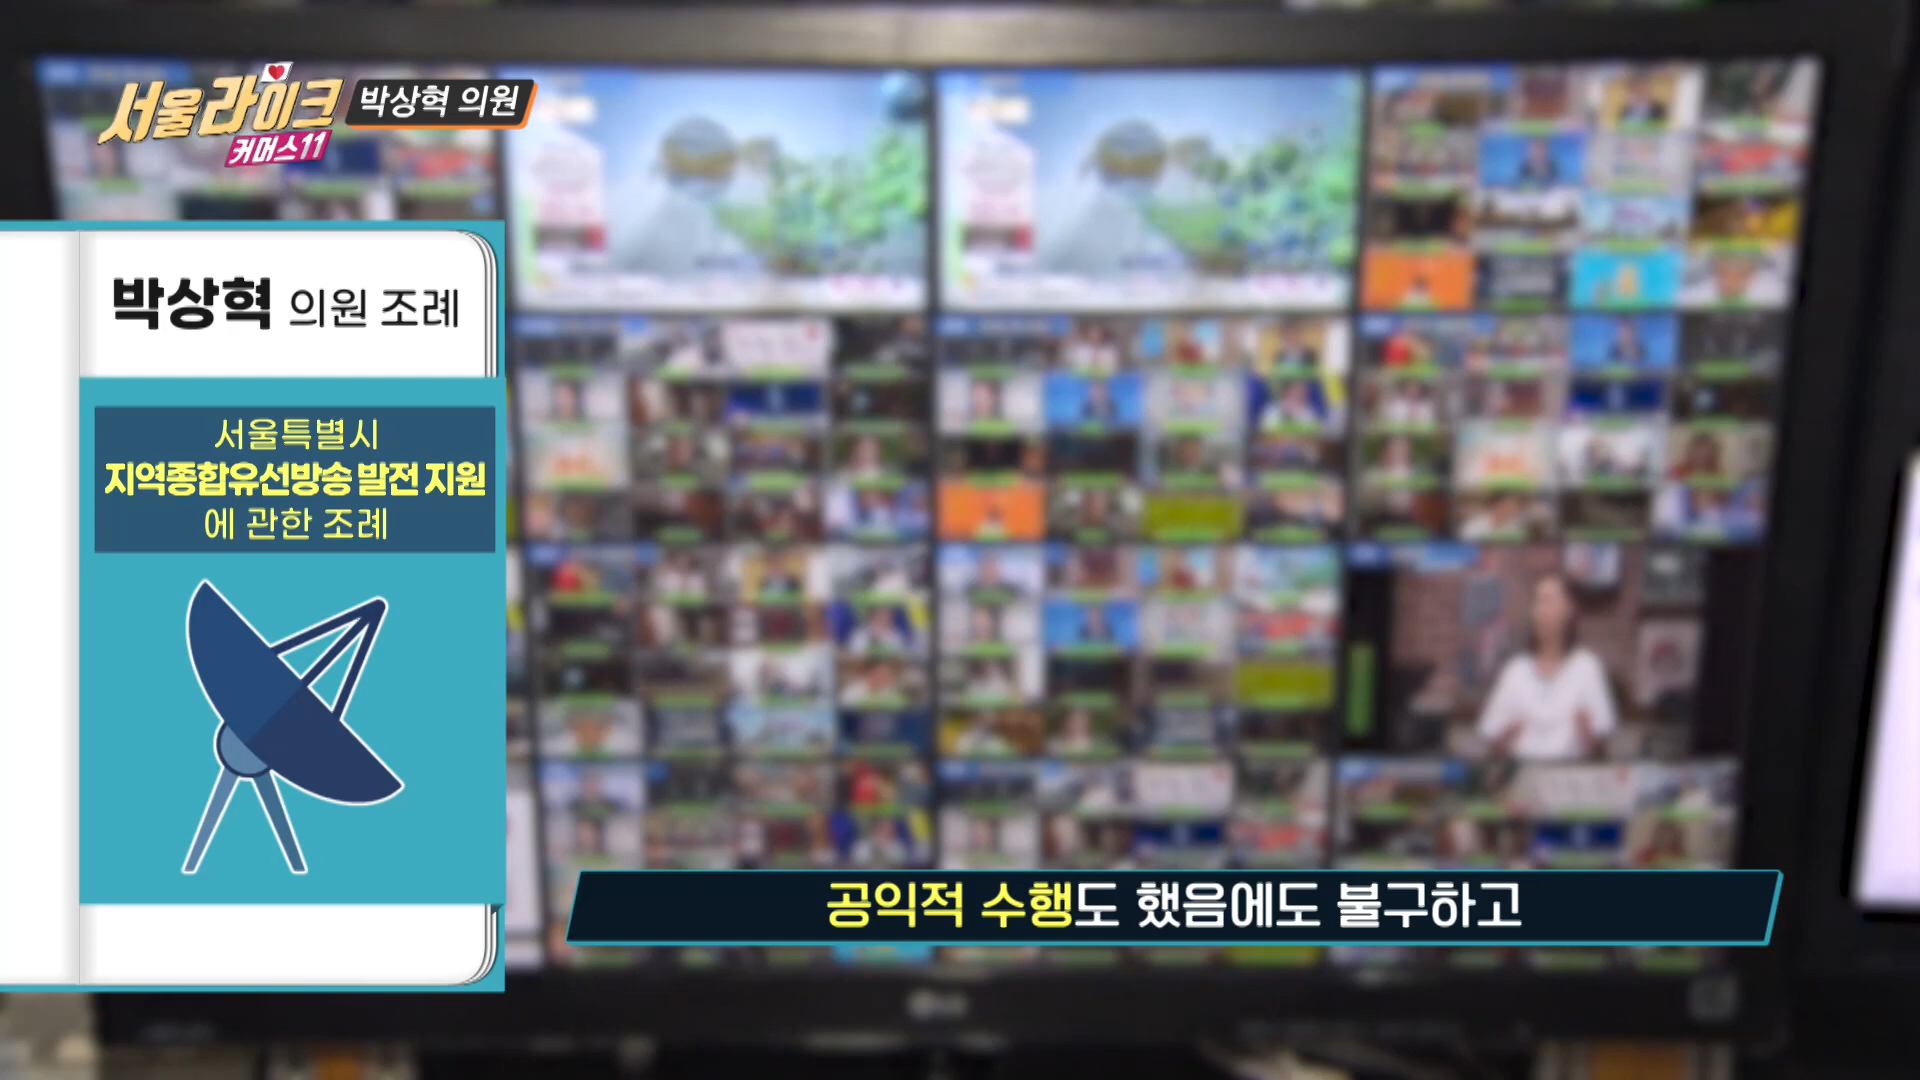 서울라이크
커머스11
박상혁 의원
박상혁 의원 조례
서울특별시
지역종합유선방송 발전 지원
에 관한 조례
공익적 수행도 했음에도 불구하고